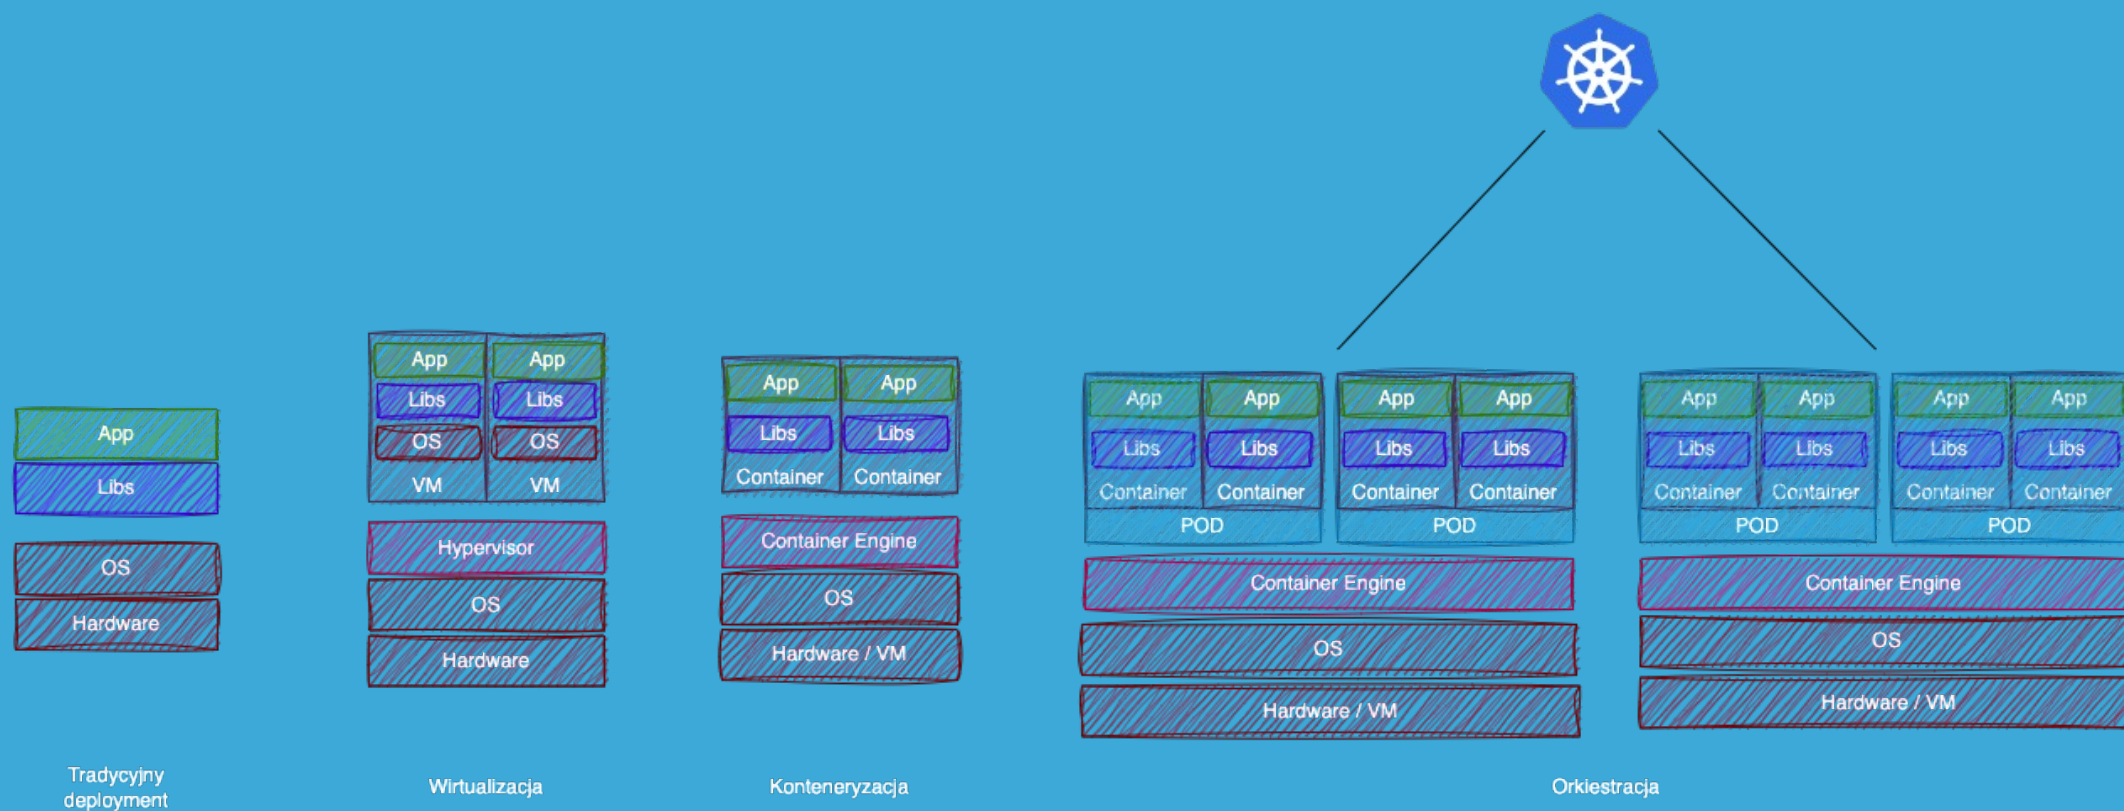 App
Libs
OS
Hardware
Tradycyjny
deployment
App App
Libs Libs
OS OS
VM VM
Hypervisor
OS
Hardware
Wirtualizacja
App App
Libs Libs
Container Container
Container Engine
OS
Hardware / VM
Konteneryzacja
App App App App
Libs Libs Libs Libs
Container Container Container Container
POD POD
Container Engine
OS
Hardware / VM
App App App App
Libs Libs Libs Libs
Container Container Container Container
POD POD
Container Engine
OS
Hardware / VM
Orkiestracja